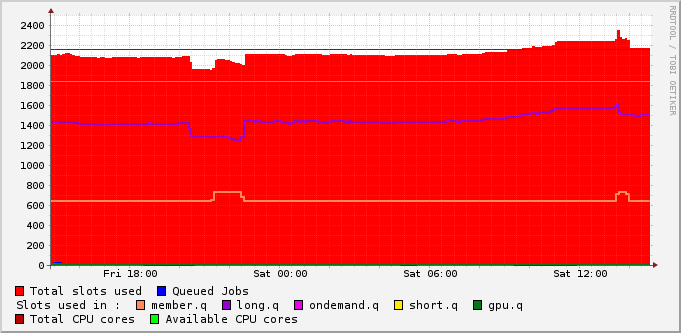 2400
2200
2000
1800
1600
1400
1200
1000
800
600
400
200
0
Fri 18:00 Sat 00:00 Sat 06:00 Sat 12:00
RRDTOOL / TOBI OETIKER
Total slots used Queued Jobs
Slots used in : member.q long.q ondemand.q short.q gpu.q
Total CPU cores Available CPU cores